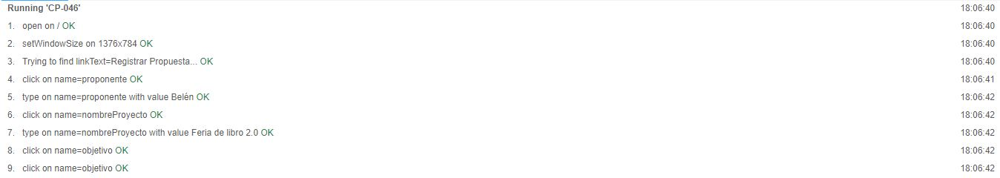 Running 'CP-046' 18:06:40
1. open on / OK 18:06:40
2. setWindowSize on 1376x784 OK 18:06:40
3. Trying to find linkText=Registrar Propuesta... OK 18:06:40
4. click on name=proponente OK 18:06:41
5. type on name=proponente with value Belén OK 18:06:42
6. click on name=nombreProyecto OK 18:06:42
7. type on name=nombreProyecto with value Feria de libro 2.0 OK 18:06:42
8. click on name=objetivo OK 18:06:42
9. click on name=objetivo OK 18:06:42